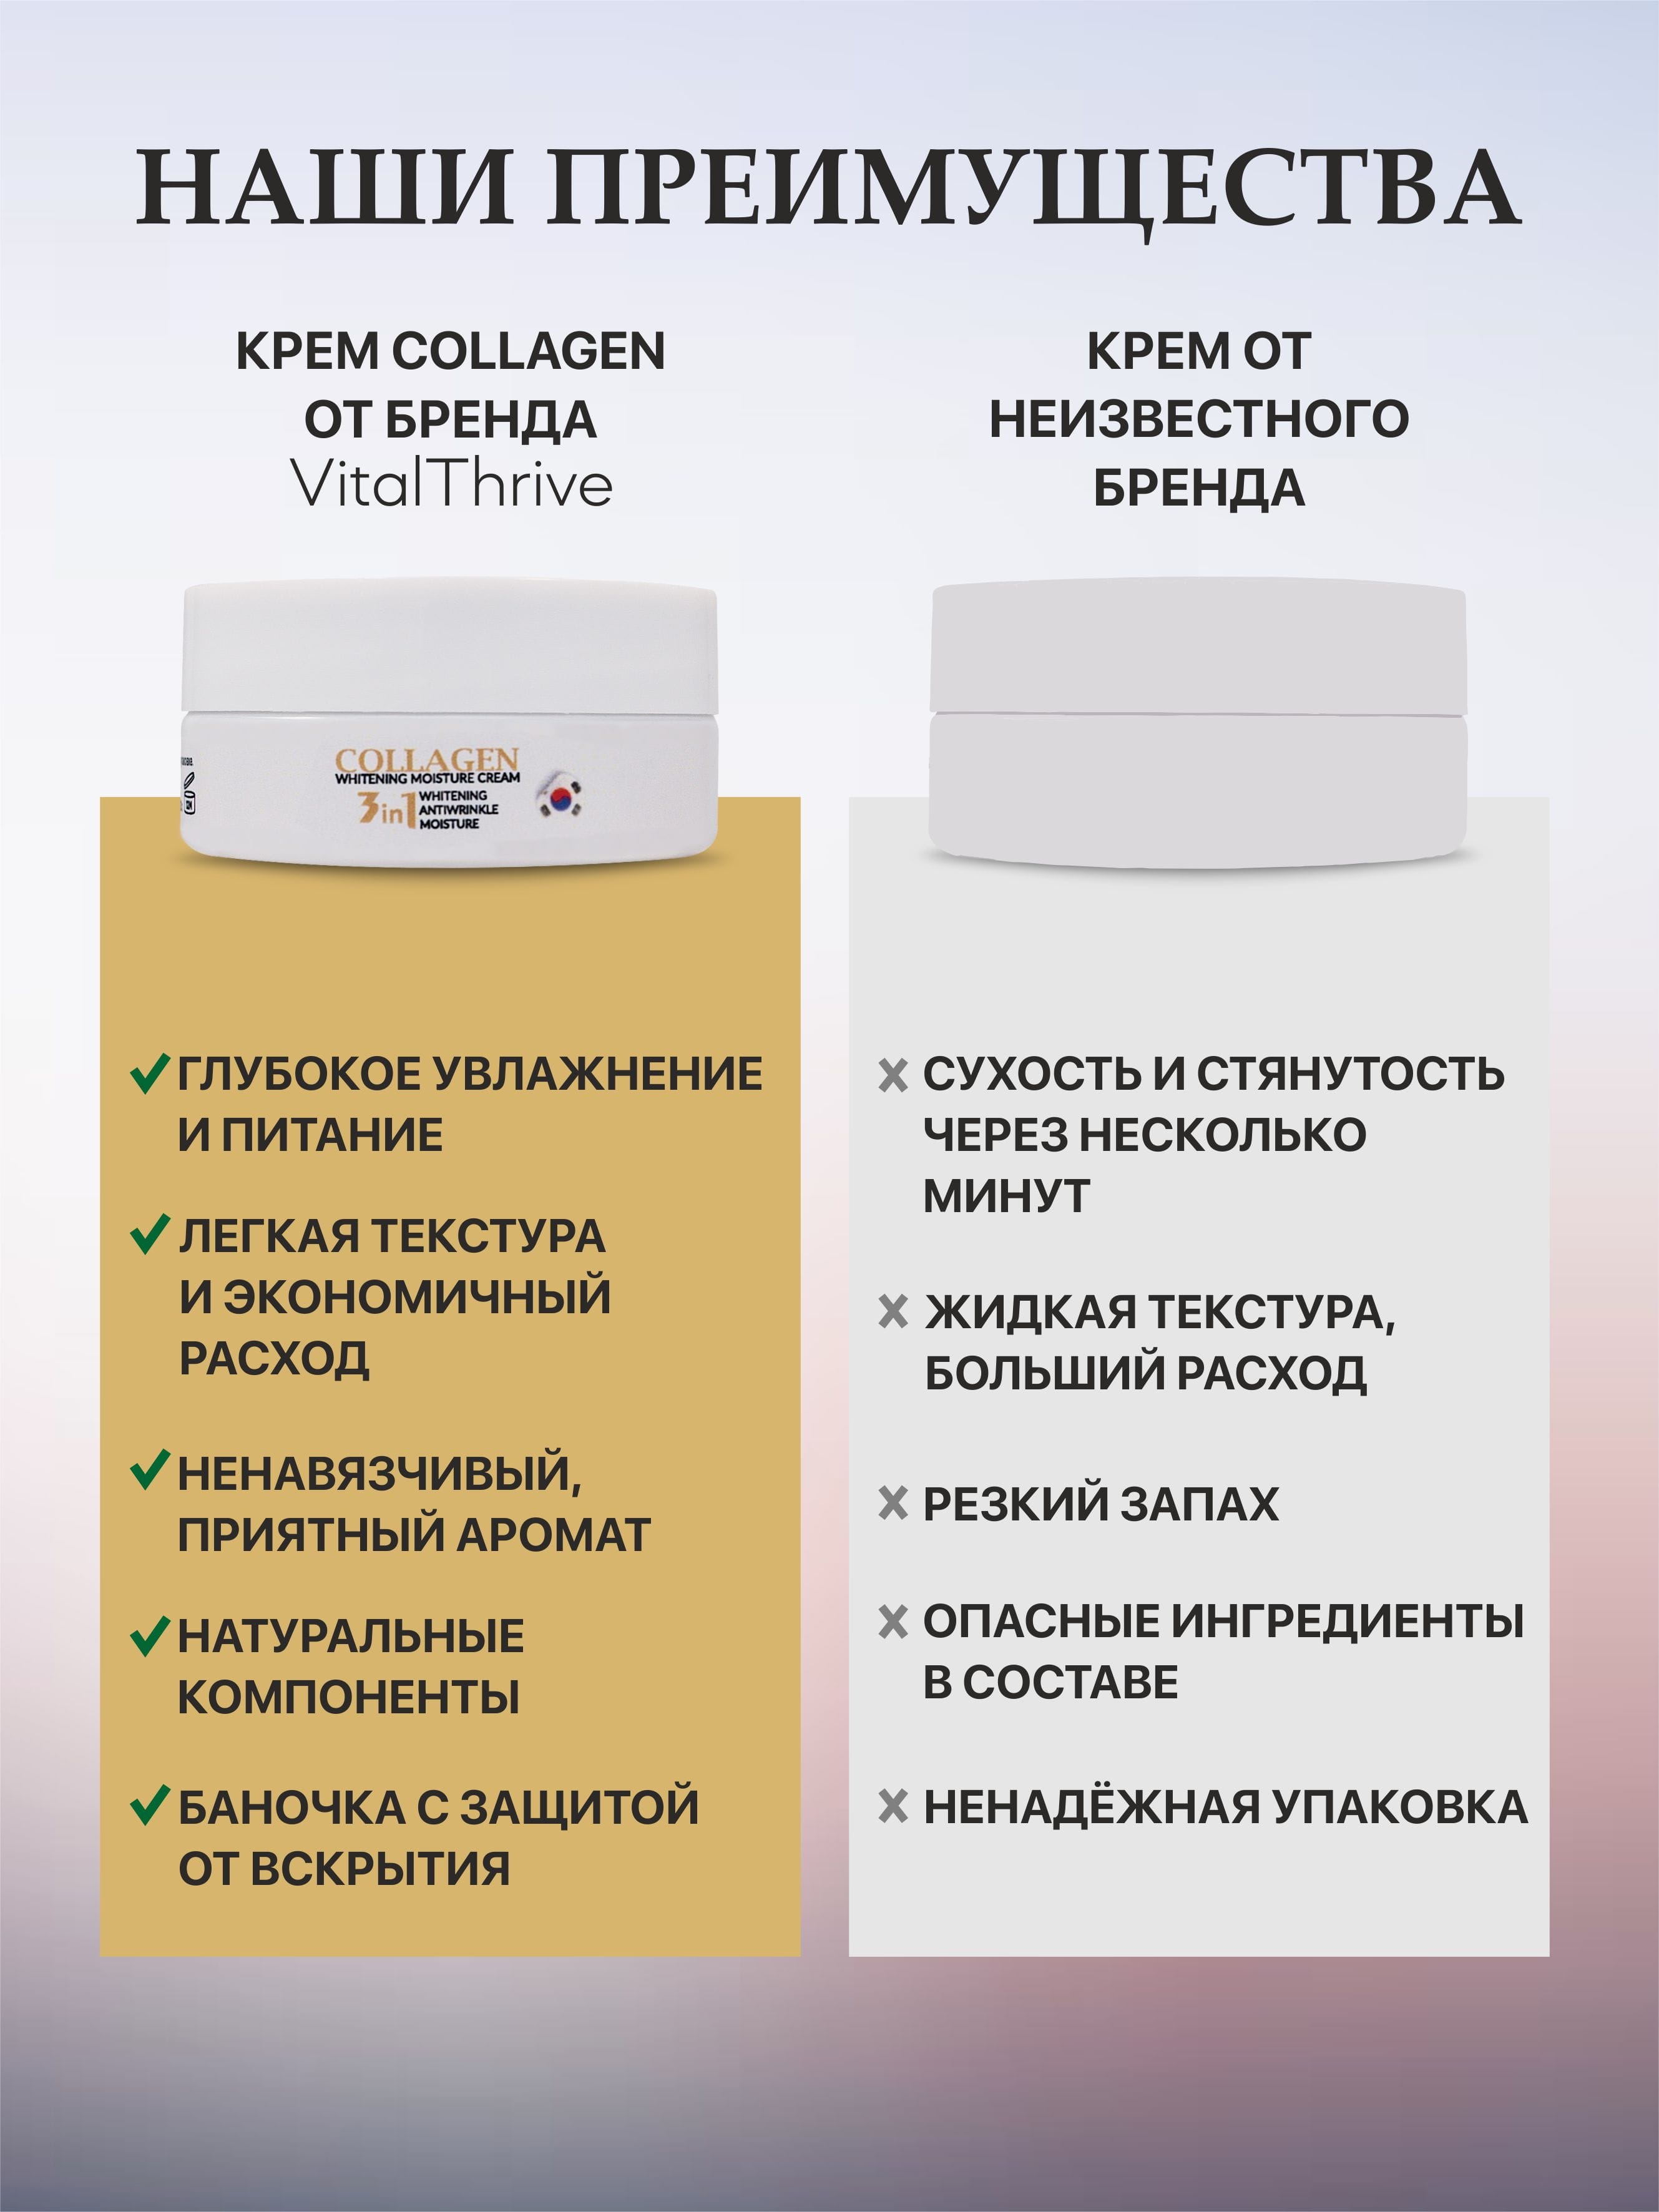 НАШИ ПРЕИМУЩЕСТВА
КРЕМ COLLAGEN
ОТ БРЕНДА
VitalThrive
КРЕМ ОТ
НЕИЗВЕСТНОГО
БРЕНДА
COLLAGEN
WHITENING MOISTURE CREAM
3in1
WHITENING
ANTIWRINKLE
MOISTURE
ГЛУБОКОЕ УВЛАЖНЕНИЕ
И ПИТАНИЕ
ЛЕГКАЯ ТЕКСТУРА
И ЭКОНОМИЧНЫЙ
РАСХОД
НЕНАВЯЗЧИВЫЙ,
ПРИЯТНЫЙ АРОМАТ
НАТУРАЛЬНЫЕ
КОМПОНЕНТЫ
БАНОЧКА С ЗАЩИТОЙ
ОТ ВСКРЫТИЯ
СУХОСТЬ И СТЯНУТОСТЬ
ЧЕРЕЗ НЕСКОЛЬКО
МИНУТ
ЖИДКАЯ ТЕКСТУРА,
БОЛЬШИЙ РАСХОД
РЕЗКИЙ ЗАПАХ
ОПАСНЫЕ ИНГРЕДИЕНТЫ
В СОСТАВЕ
НЕНАДЁЖНАЯ УПАКОВКА